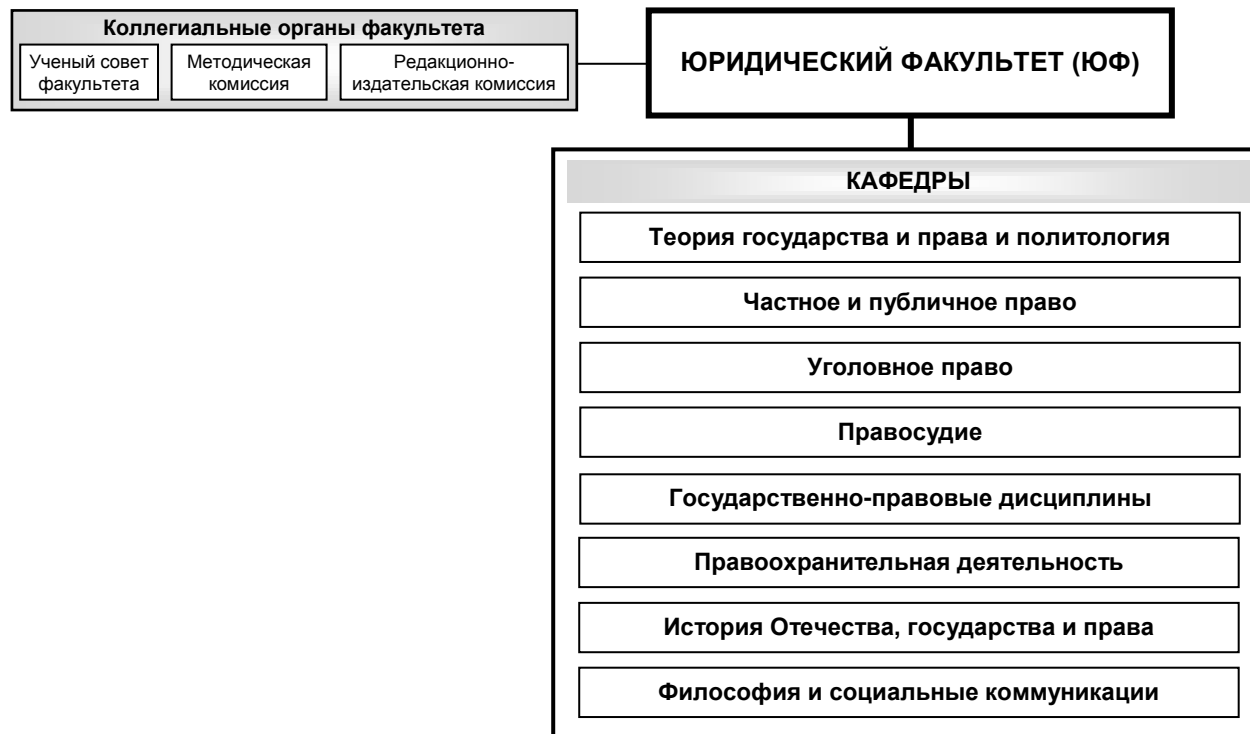 Коллегиальные органы факультета
Ученый совет
факультета
Методическая
комиссия
Редакционно-
издательская комиссия
ЮРИДИЧЕСКИЙ ФАКУЛЬТЕТ (ЮФ)
КАФЕДРЫ
Теория государства и права и политология
Частное и публичное право
Уголовное право
Правосудие
Государственно-правовые дисциплины
Правоохранительная деятельность
История Отечества, государства и права
Философия и социальные коммуникации